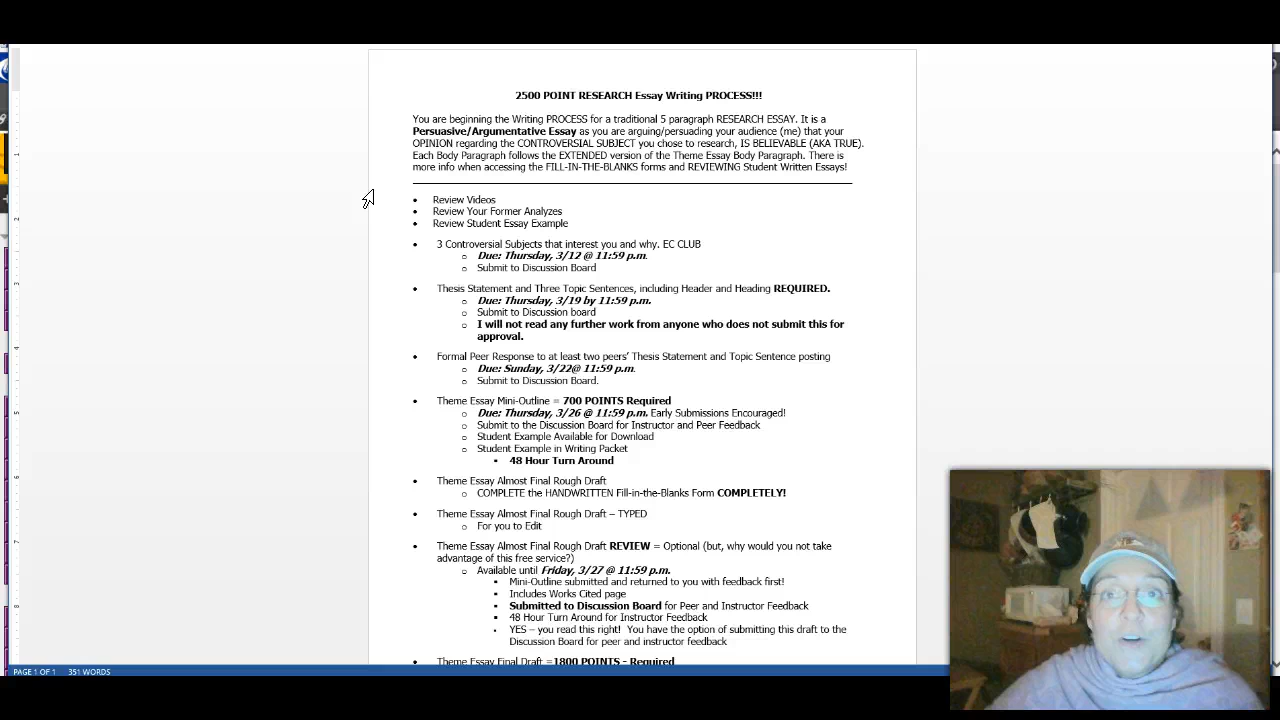 2500 POINT RESEARCH Essay Writing PROCESS!!!
You are beginning the Writing PROCESS for a traditional 5 paragraph RESEARCH ESSAY. It is a
Persuasive/Argumentative Essay as you are arguing/persuading your audience (me) that your
OPINION regarding the CONTROVERSIAL SUBJECT you chose to research, IS BELIEVABLE (AKA TRUE).
Each Body Paragraph follows the EXTENDED version of the Theme Essay Body Paragraph. There is
more info when accessing the FILL-IN-THE-BLANKS forms and REVIEWING Student Written Essays!
• Review Videos
• Review Your Former Analyzes
• Review Student Essay Example
• 3 Controversial Subjects that interest you and why. EC CLUB
o Due: Thursday, 3/12 @ 11:59 p.m.
o Submit to Discussion Board
• Thesis Statement and Three Topic Sentences, including Header and Heading REQUIRED.
o Due: Thursday, 3/19 by 11:59 p.m.
o Submit to Discussion board
o I will not read any further work from anyone who does not submit this for
approval.
• Formal Peer Response to at least two peers' Thesis Statement and Topic Sentence posting
o Due: Sunday, 3/22@ 11:59 p.m.
o Submit to Discussion Board.
• Theme Essay Mini-Outline = 700 POINTS Required
o Due: Thursday, 3/26 @ 11:59 p.m. Early Submissions Encouraged!
o Submit to the Discussion Board for Instructor and Peer Feedback
o Student Example Available for Download
o Student Example in Writing Packet
▪ 48 Hour Turn Around
• Theme Essay Almost Final Rough Draft
o COMPLETE the HANDWRITTEN Fill-in-the-Blanks Form COMPLETELY!
• Theme Essay Almost Final Rough Draft – TYPED
o For you to Edit
• Theme Essay Almost Final Rough Draft REVIEW = Optional (but, why would you not take
advantage of this free service?)
o Available until Friday, 3/27 @ 11:59 p.m.
▪ Mini-Outline submitted and returned to you with feedback first!
▪ Includes Works Cited page
▪ Submitted to Discussion Board for Peer and Instructor Feedback
▪ 48 Hour Turn Around for Instructor Feedback
▪ YES – you read this right! You have the option of submitting this draft to the
Discussion Board for peer and instructor feedback
• Theme Essay Final Draft =1800 POINTS - Required
PAGE 1 OF 1 351 WORDS